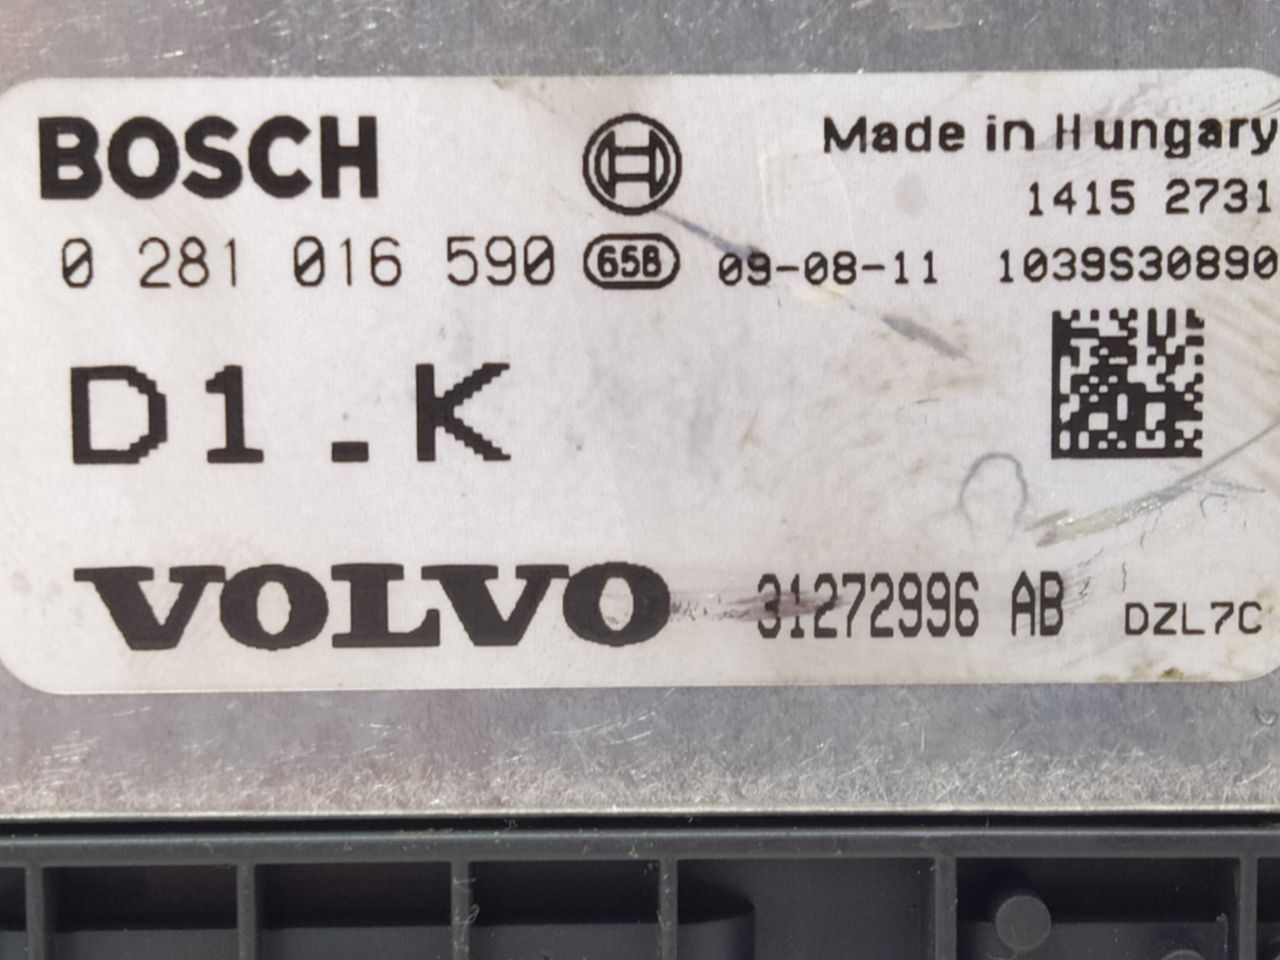 BOSCH
Made in Hungary
1415 2731
0 281 016 590 658 09-08-11 1039S30890
D1.K
VOLVO 31272996 AB DZL7C